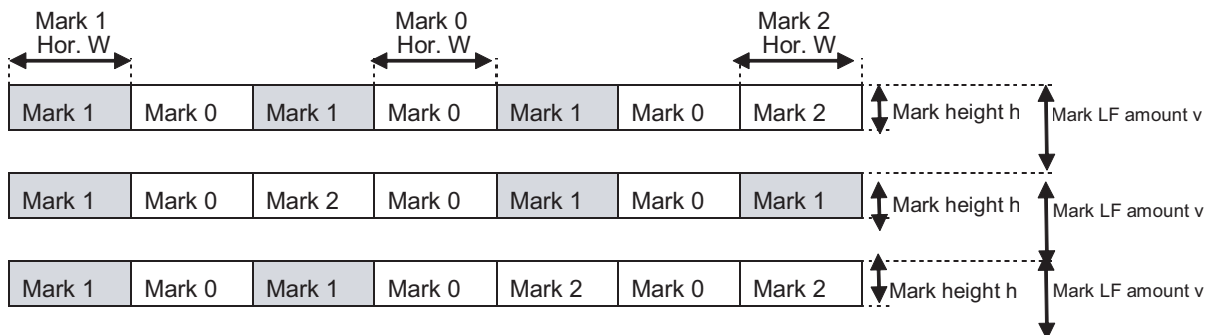 Mark 1 Mark 0 Mark 2
Hor. W Hor. W Hor. W
Mark 1 Mark 0 Mark 1 Mark 0 Mark 1 Mark 0 Mark 2 Mark height h Mark LF amount v
Mark 1 Mark 0 Mark 2 Mark 0 Mark 1 Mark 0 Mark 1 Mark height h Mark LF amount v
Mark 1 Mark 0 Mark 1 Mark 0 Mark 2 Mark 0 Mark 2 Mark height h Mark LF amount v